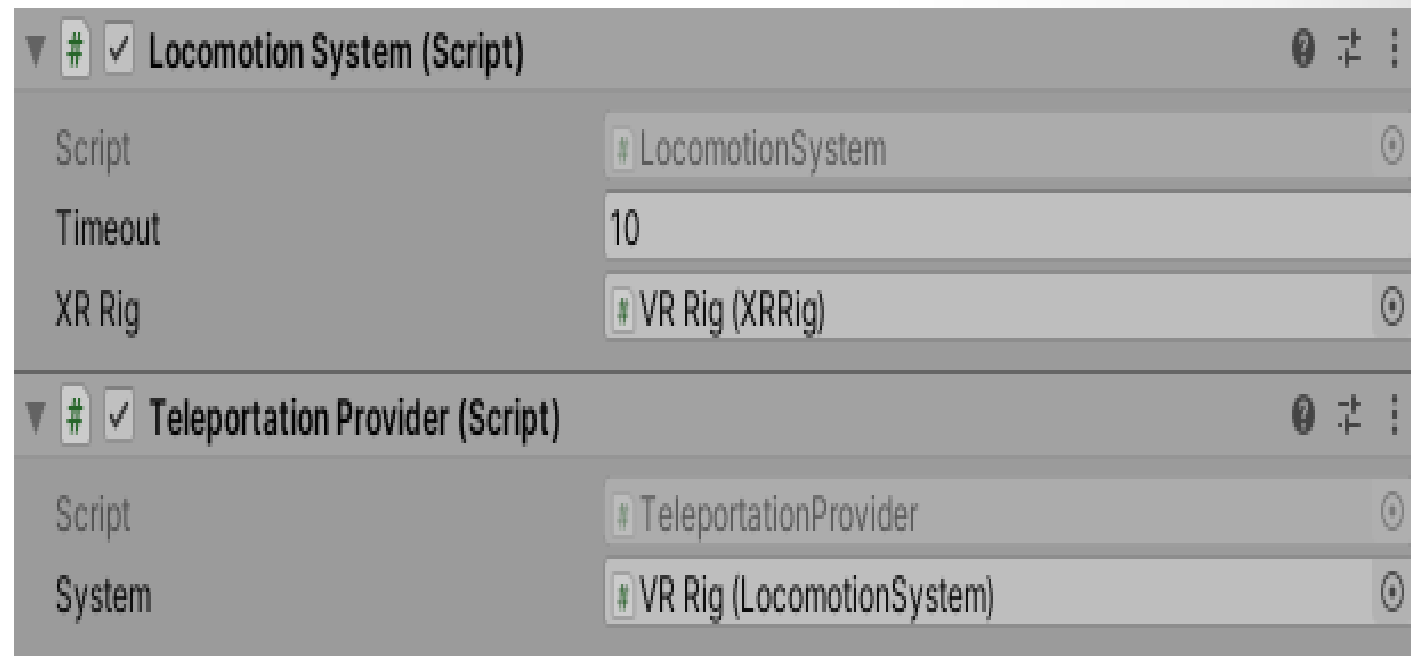 # Locomotion System (Script)
Script # LocomotionSystem
Timeout 10
XR Rig # VR Rig (XRRig)
# Teleportation Provider (Script)
Script # TeleportationProvider
System # VR Rig (LocomotionSystem)